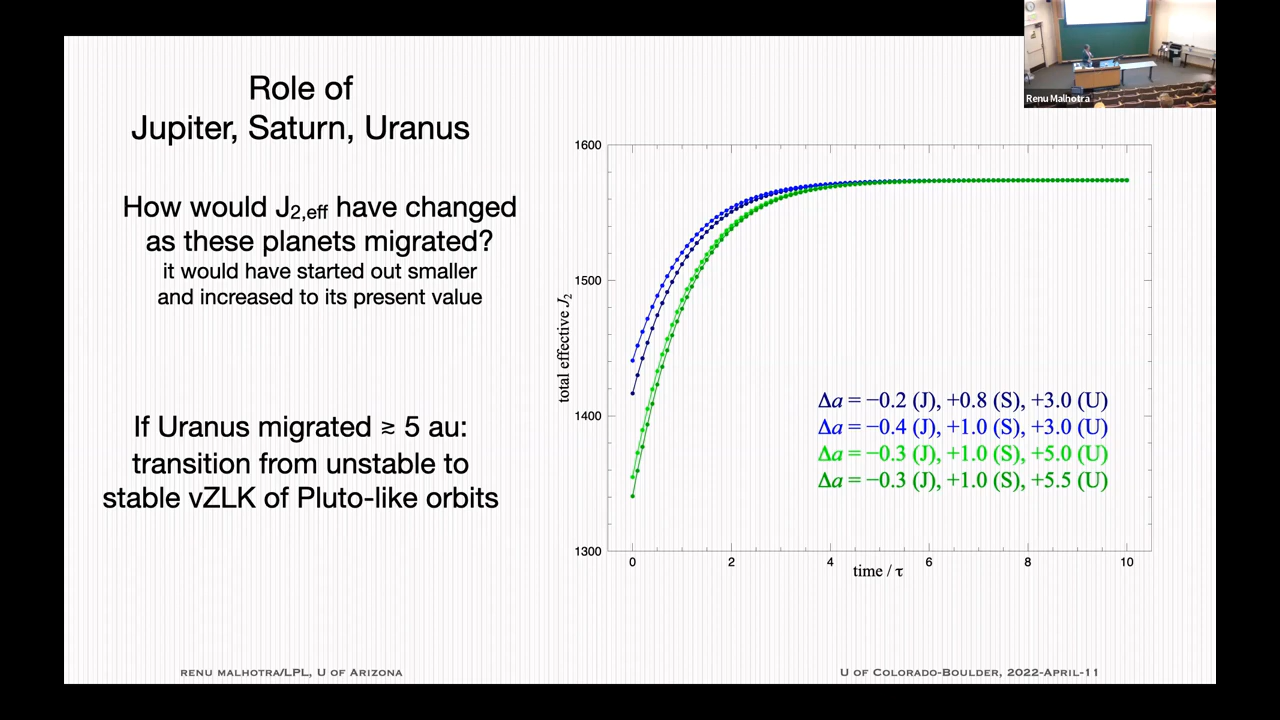 Role of
Jupiter, Saturn, Uranus
How would J2,eff have changed
as these planets migrated?
it would have started out smaller
and increased to its present value
If Uranus migrated ≳ 5 au:
transition from unstable to
stable vZLK of Pluto-like orbits
total effective J2
1600
1500
1400
1300
0 2 4 6 8 10
time / τ
Δa = −0.2 (J), +0.8 (S), +3.0 (U)
Δa = −0.4 (J), +1.0 (S), +3.0 (U)
Δa = −0.3 (J), +1.0 (S), +5.0 (U)
Δa = −0.3 (J), +1.0 (S), +5.5 (U)
Renu Malhotra
RENU MALHOTRA/LPL, U OF ARIZONA
U OF COLORADO-BOULDER, 2022-APRIL-11